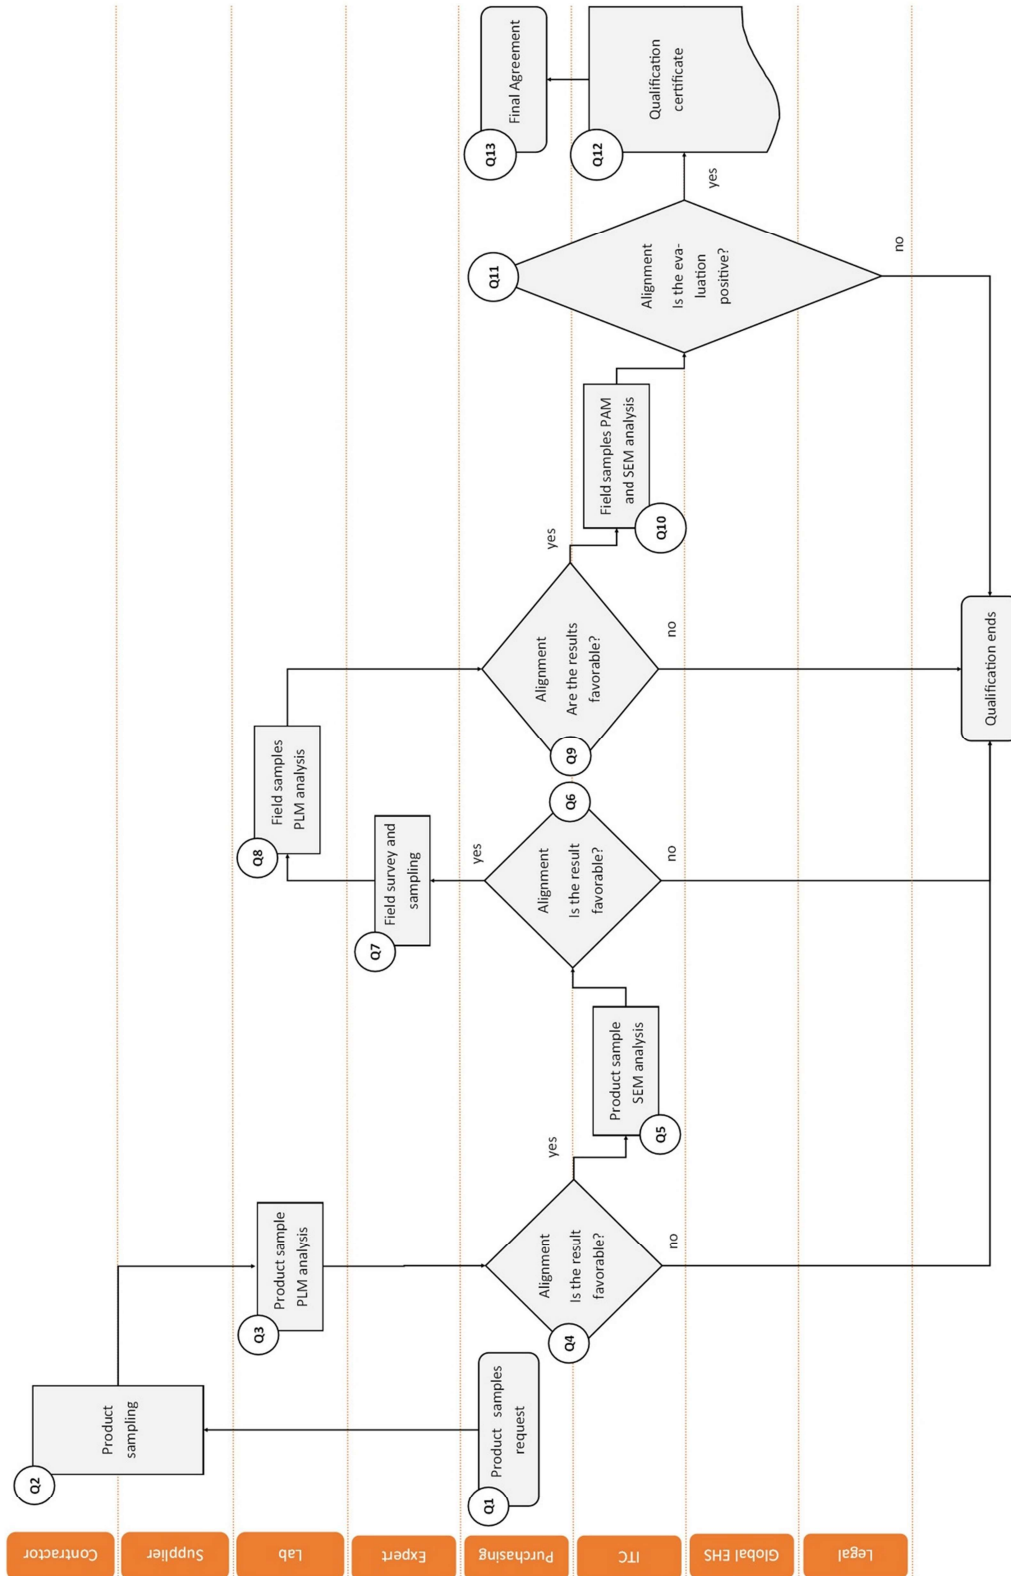 Contractor
Supplier
Lab
Expert
Purchasing
ITC
Global EHS
Legal
Q1
Product samples
request
Q2
Product
sampling
Q3
Product sample
PLM analysis
Q4
Alignment
Is the result
favorable?
yes
no
Q5
Product sample
SEM analysis
Q6
Alignment
Is the result
favorable?
yes
no
Q7
Field survey and
sampling
Q8
Field samples
PLM analysis
Q9
Alignment
Are the results
favorable?
yes
no
Q10
Field samples PAM
and SEM analysis
Q11
Alignment
Is the eva-
luation
positive?
yes
no
Q12
Qualification
certificate
Q13
Final Agreement
Qualification ends